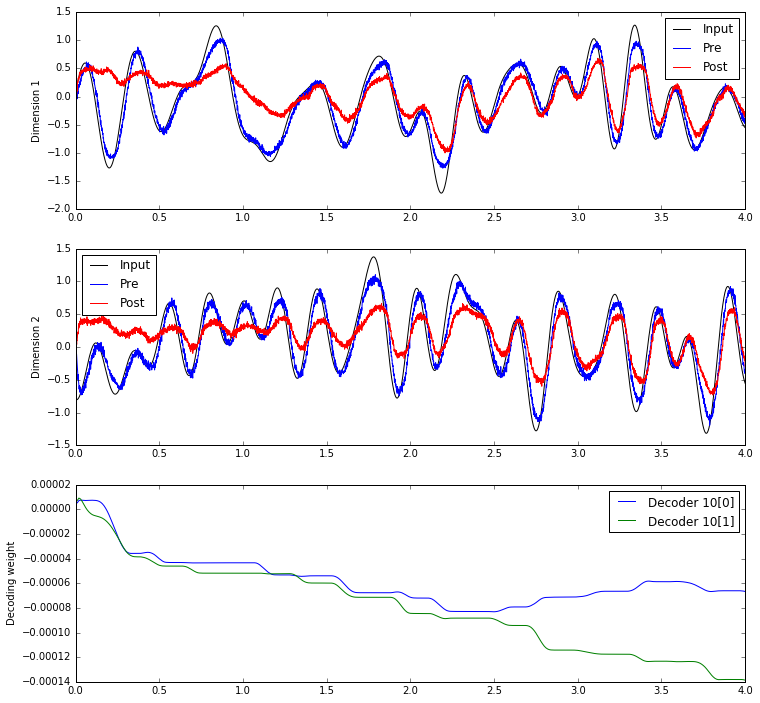 1.5
1.0
0.5
0.0
−0.5
−1.0
−1.5
−2.0
Dimension 1
Input
Pre
Post
0.0 0.5 1.0 1.5 2.0 2.5 3.0 3.5 4.0
1.5
1.0
0.5
0.0
−0.5
−1.0
−1.5
Dimension 2
Input
Pre
Post
0.0 0.5 1.0 1.5 2.0 2.5 3.0 3.5 4.0
0.00002
0.00000
−0.00002
−0.00004
−0.00006
−0.00008
−0.00010
−0.00012
−0.00014
Decoding weight
Decoder 10[0]
Decoder 10[1]
0.0 0.5 1.0 1.5 2.0 2.5 3.0 3.5 4.0